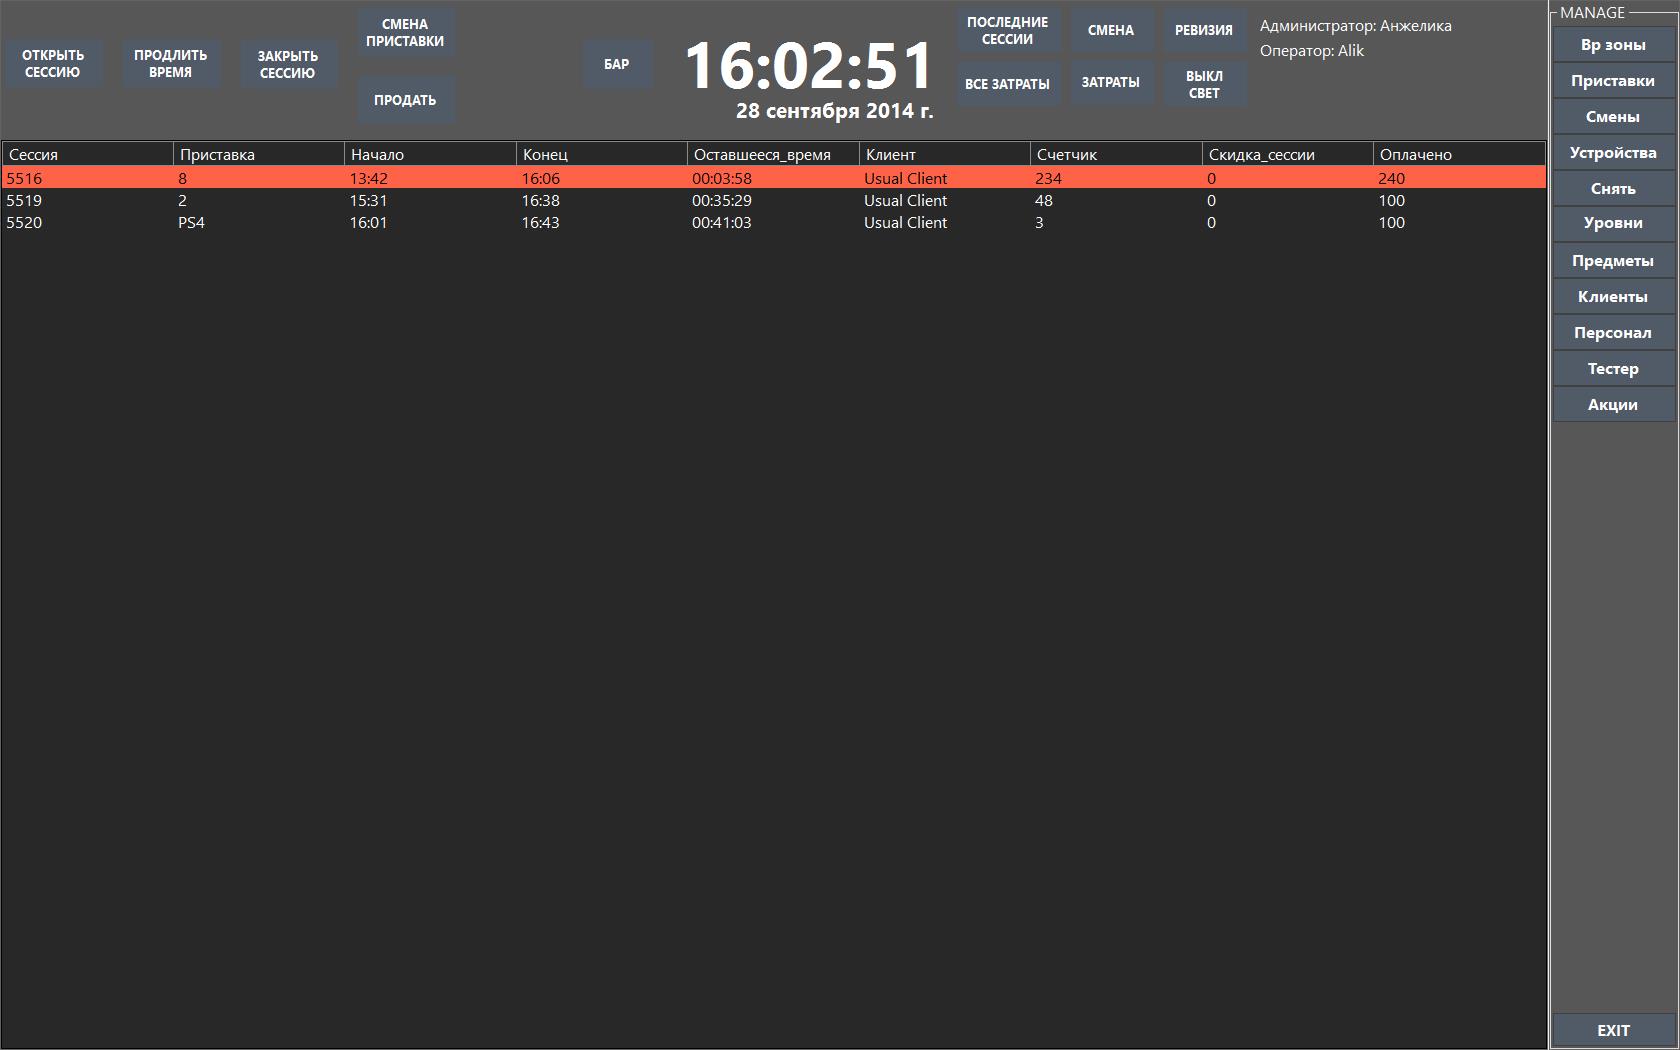 ОТКРЫТЬ
СЕССИЮ
ПРОДЛИТЬ
ВРЕМЯ
ЗАКРЫТЬ
СЕССИЮ
СМЕНА
ПРИСТАВКИ
ПРОДАТЬ
БАР
16:02:51
28 сентября 2014 г.
ПОСЛЕДНИЕ
СЕССИИ
СМЕНА
РЕВИЗИЯ
ВСЕ ЗАТРАТЫ
ЗАТРАТЫ
ВЫКЛ
СВЕТ
Администратор: Анжелика
Оператор: Alik
Сессия Приставка Начало Конец Оставшееся_время Клиент Счетчик Скидка_сессии Оплачено
5516 8 13:42 16:06 00:03:58 Usual Client 234 0 240
5519 2 15:31 16:38 00:35:29 Usual Client 48 0 100
5520 PS4 16:01 16:43 00:41:03 Usual Client 3 0 100
MANAGE
Вр зоны
Приставки
Смены
Устройства
Снять
Уровни
Предметы
Клиенты
Персонал
Тестер
Акции
EXIT